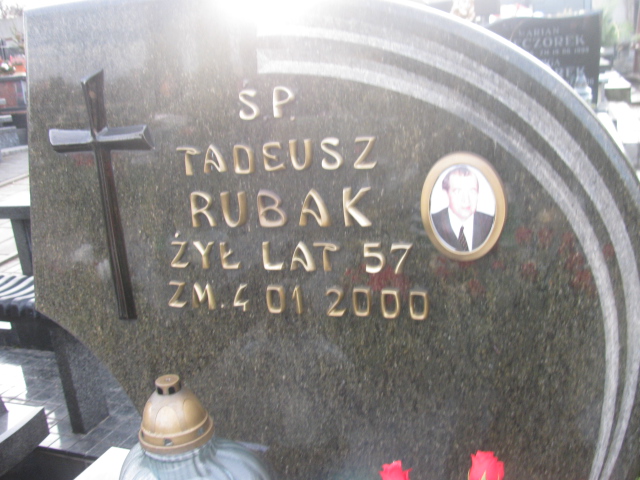 Ś.P.
TADEUSZ
RUBAK
ŻYŁ LAT 57
ZM. 4 01 2000